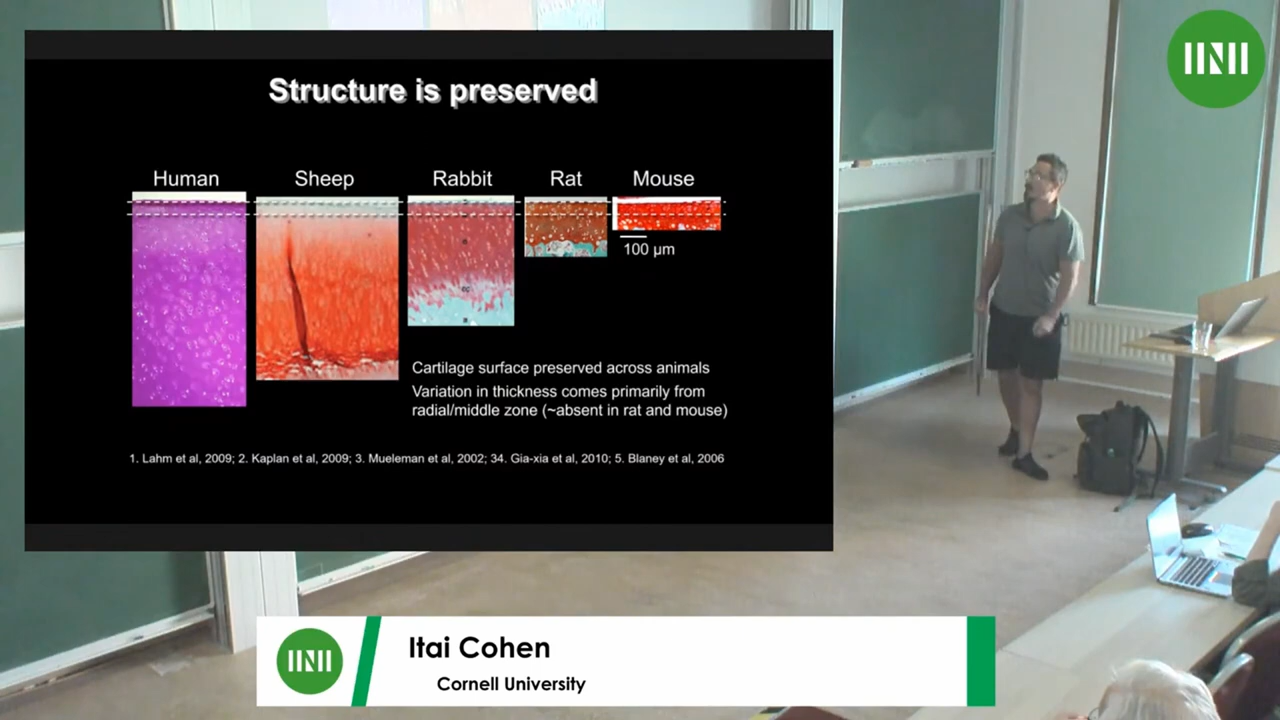 Structure is preserved
Human Sheep Rabbit Rat Mouse
100 µm
Cartilage surface preserved across animals
Variation in thickness comes primarily from
radial/middle zone (~absent in rat and mouse)
1. Lahm et al, 2009; 2. Kaplan et al, 2009; 3. Mueleman et al, 2002; 34. Gia-xia et al, 2010; 5. Blaney et al, 2006
Itai Cohen
Cornell University